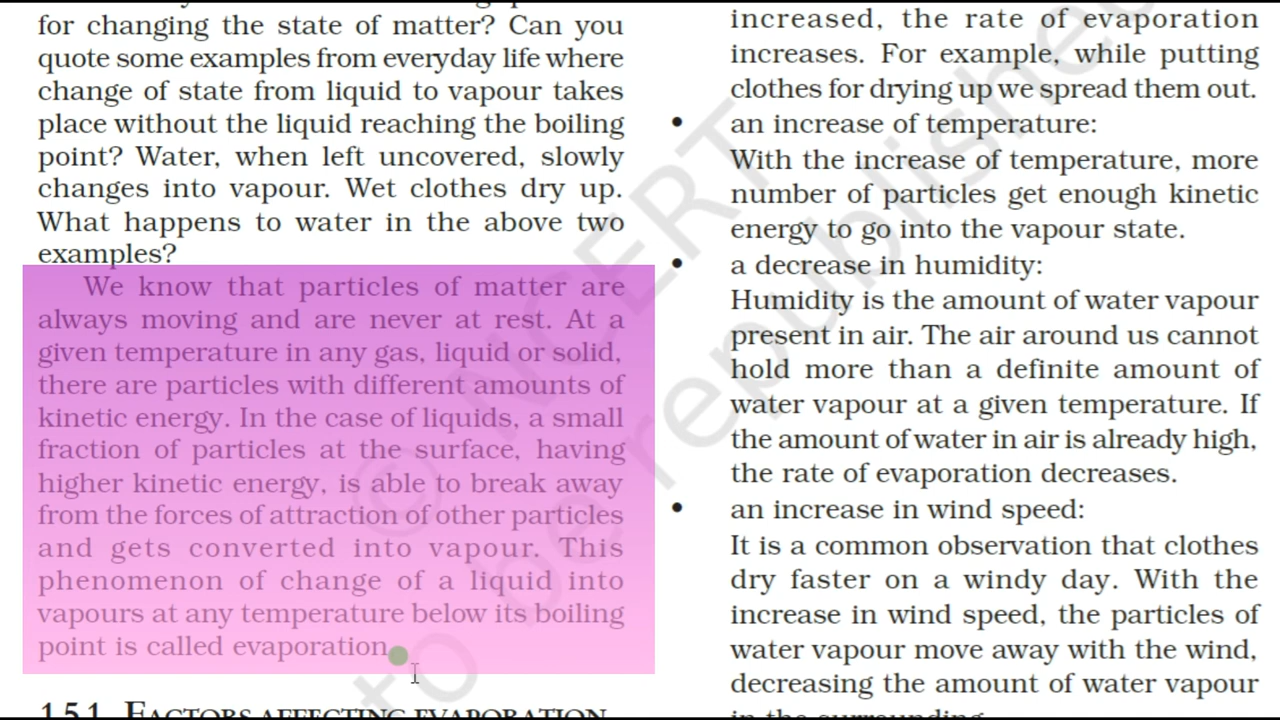 for changing the state of matter? Can you
quote some examples from everyday life where
change of state from liquid to vapour takes
place without the liquid reaching the boiling
point? Water, when left uncovered, slowly
changes into vapour. Wet clothes dry up.
What happens to water in the above two
examples?
We know that particles of matter are
always moving and are never at rest. At a
given temperature in any gas, liquid or solid,
there are particles with different amounts of
kinetic energy. In the case of liquids, a small
fraction of particles at the surface, having
higher kinetic energy, is able to break away
from the forces of attraction of other particles
and gets converted into vapour. This
phenomenon of change of a liquid into
vapours at any temperature below its boiling
point is called evaporation
1.5.1 FACTORS AFFECTING EVAPORATION
increased, the rate of evaporation
increases. For example, while putting
clothes for drying up we spread them out.
• an increase of temperature:
With the increase of temperature, more
number of particles get enough kinetic
energy to go into the vapour state.
• a decrease in humidity:
Humidity is the amount of water vapour
present in air. The air around us cannot
hold more than a definite amount of
water vapour at a given temperature. If
the amount of water in air is already high,
the rate of evaporation decreases.
• an increase in wind speed:
It is a common observation that clothes
dry faster on a windy day. With the
increase in wind speed, the particles of
water vapour move away with the wind,
decreasing the amount of water vapour
in the surrounding.
© NCERT
to be republished